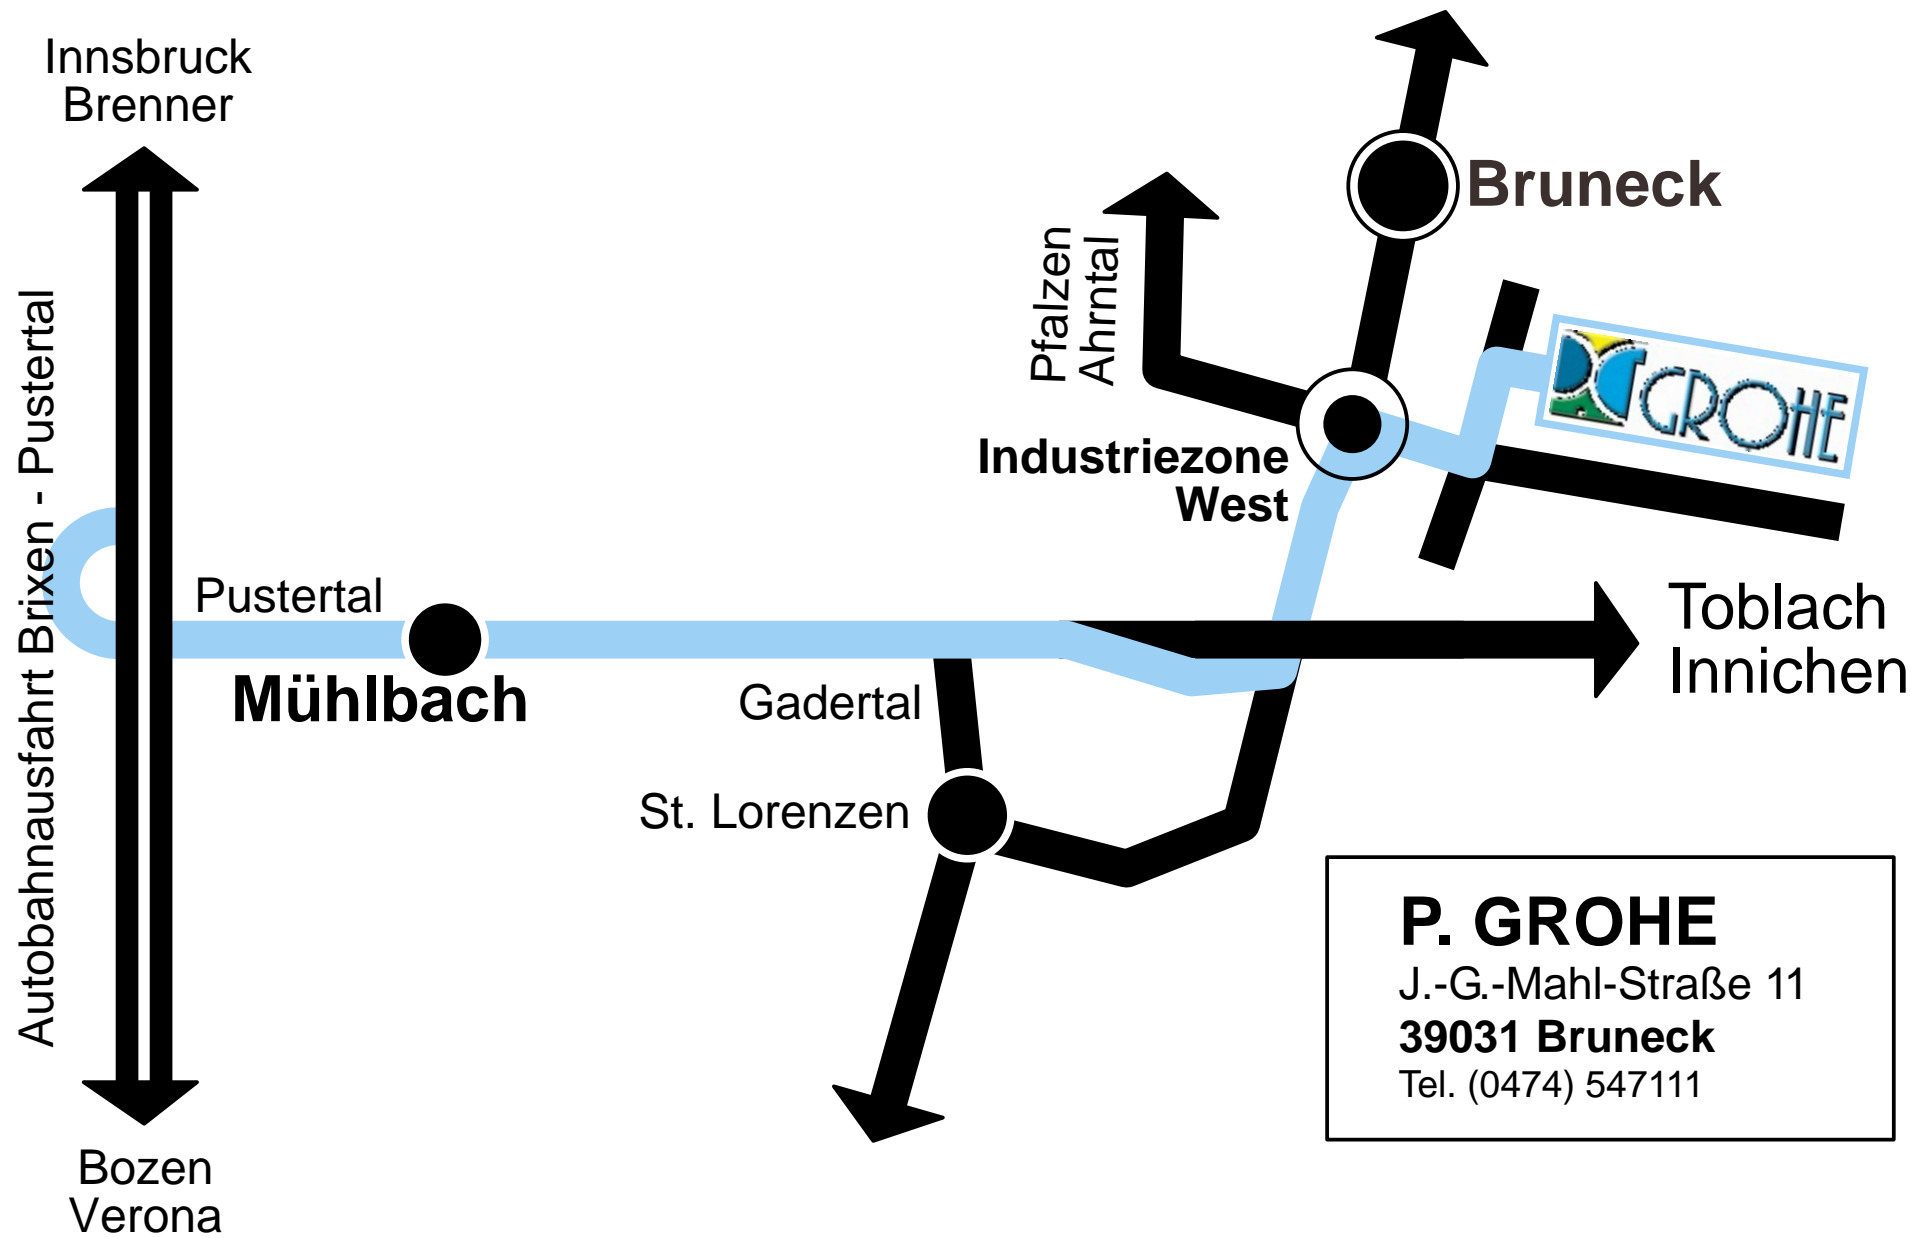 Innsbruck
Brenner
Autobahnausfahrt Brixen - Pustertal
Bozen
Verona
Pustertal
Mühlbach
Gadertal
St. Lorenzen
Pfalzen
Ahrntal
Industriezone
West
Bruneck
GROHE
Toblach
Innichen
P. GROHE
J.-G.-Mahl-Straße 11
39031 Bruneck
Tel. (0474) 547111